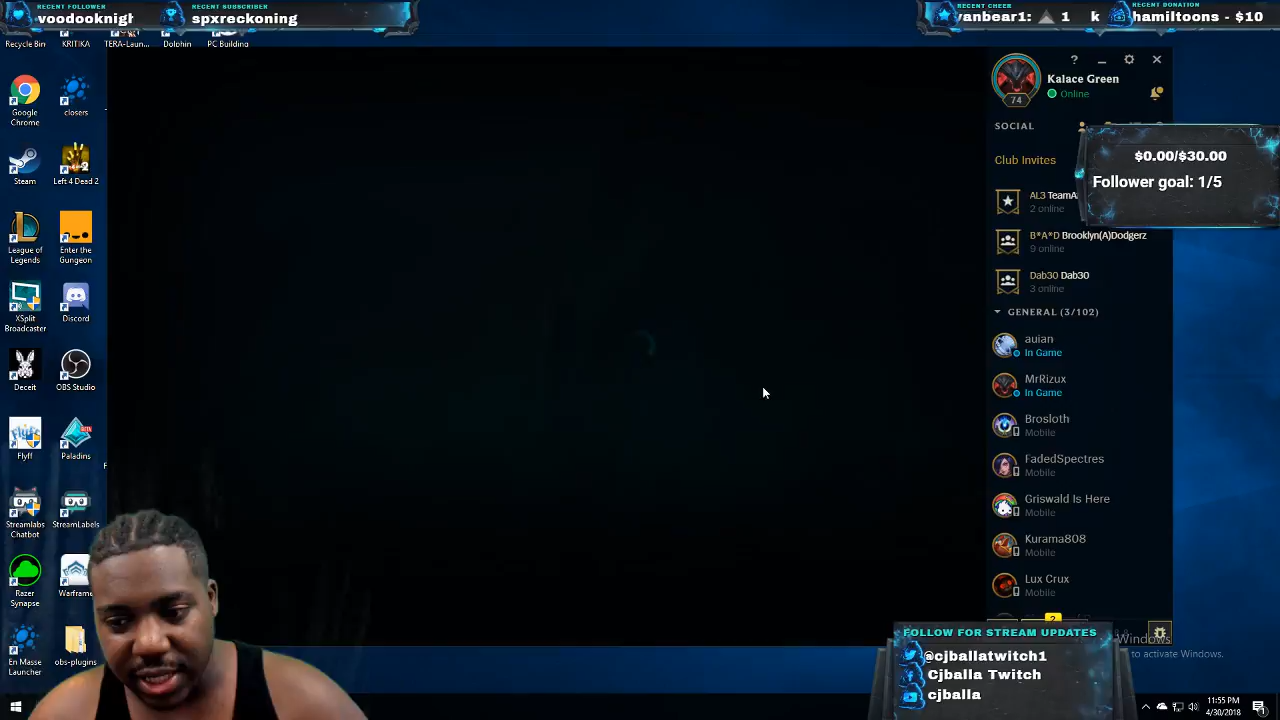 RECENT FOLLOWER
voodooknigh
RECENT SUBSCRIBER
spxreckoning
RECENT CHEER
vanbear1: 1 k
RECENT DONATION
hamiltoons - $10
Recycle Bin
KRITIKA
TERA-Laun...
Dolphin
PC Building
Google Chrome
closers
Steam
Left 4 Dead 2
League of Legends
Enter the Gungeon
XSplit Broadcaster
Discord
Deceit
OBS Studio
Flyff
Paladins
Streamlabs Chatbot
StreamLabels
Razer Synapse
Warframe
En Masse Launcher
obs-plugins
?
74
Kalace Green
Online
SOCIAL
Club Invites
AL3 TeamA
2 online
B*A*D Brooklyn(A)Dodgerz
9 online
Dab30 Dab30
3 online
GENERAL (3/102)
auian
In Game
MrRizux
In Game
Brosloth
Mobile
FadedSpectres
Mobile
Griswald Is Here
Mobile
Kurama808
Mobile
Lux Crux
Mobile
$0.00/$30.00
Follower goal: 1/5
2
FOLLOW FOR STREAM UPDATES
@cjballatwitch1
Cjballa Twitch
cjballa
Windows
to activate Windows.
11:55 PM
4/30/2018